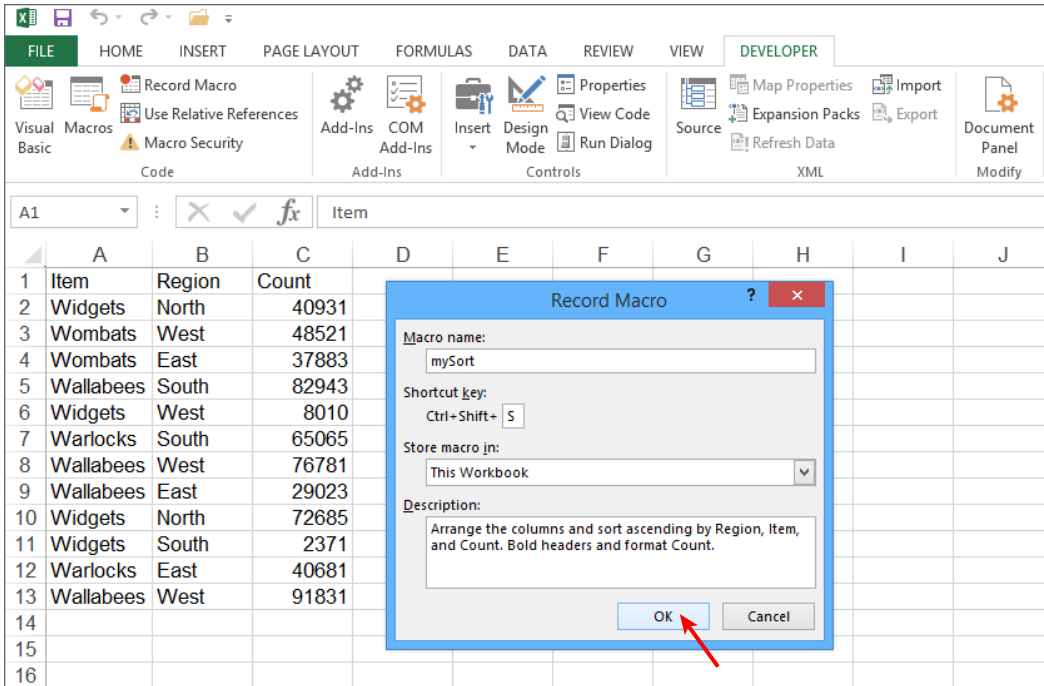 FILE HOME INSERT PAGE LAYOUT FORMULAS DATA REVIEW VIEW DEVELOPER
Visual Basic
Macros
Record Macro
Use Relative References
Macro Security
Code
Add-Ins
COM Add-Ins
Add-Ins
Insert
Design Mode
Properties
View Code
Run Dialog
Controls
Source
Map Properties
Expansion Packs
Refresh Data
Import
Export
XML
Document Panel
Modify
A1 fx Item
A B C D E F G H I J
1 Item Region Count
2 Widgets North 40931
3 Wombats West 48521
4 Wombats East 37883
5 Wallabees South 82943
6 Widgets West 8010
7 Warlocks South 65065
8 Wallabees West 76781
9 Wallabees East 29023
10 Widgets North 72685
11 Widgets South 2371
12 Warlocks East 40681
13 Wallabees West 91831
14
15
16
Record Macro ?
Macro name:
mySort
Shortcut key:
Ctrl+Shift+ S
Store macro in:
This Workbook
Description:
Arrange the columns and sort ascending by Region, Item,
and Count. Bold headers and format Count.
OK Cancel